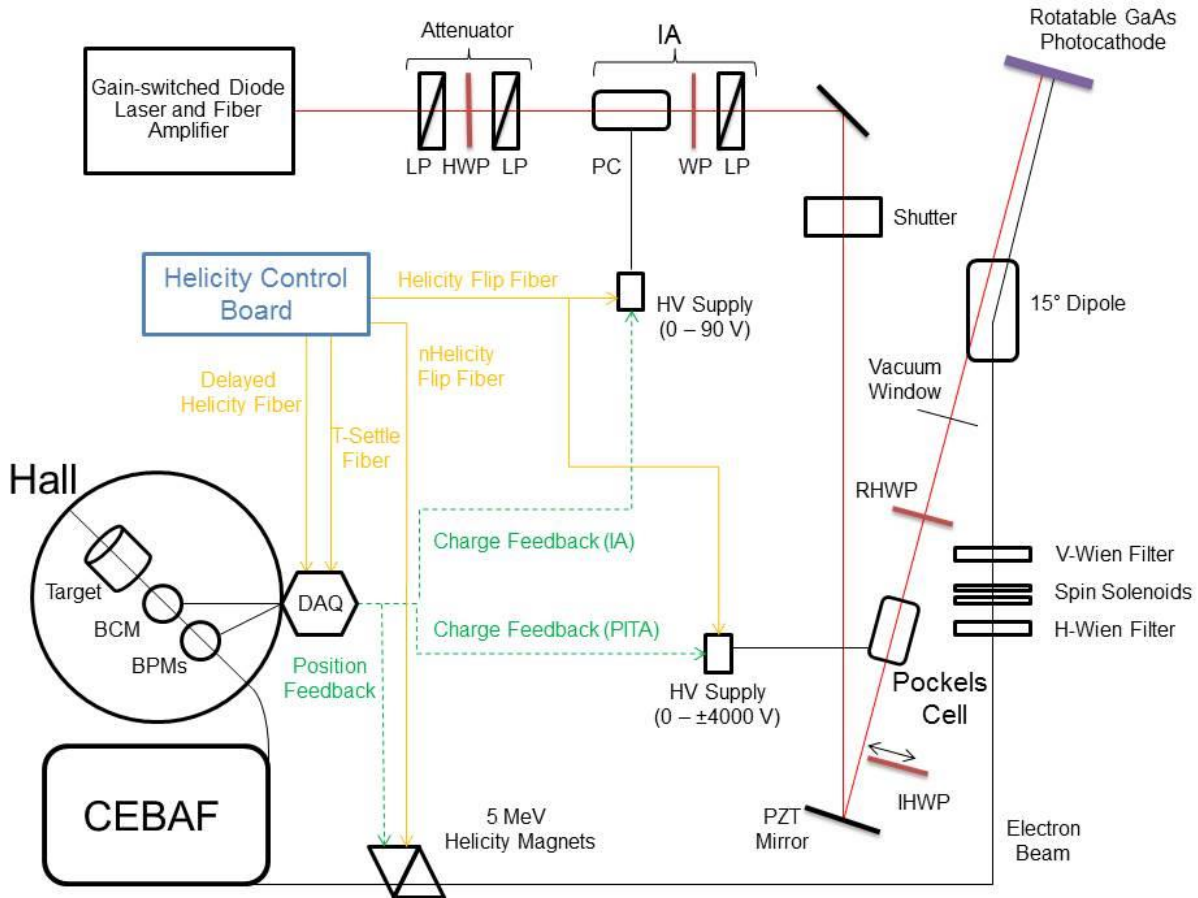 Attenuator
IA
Rotatable GaAs
Photocathode
Gain-switched Diode
Laser and Fiber
Amplifier
LP
HWP
LP
PC
WP
LP
Shutter
Helicity Control
Board
Helicity Flip Fiber
HV Supply
(0 – 90 V)
15° Dipole
Delayed
Helicity Fiber
nHelicity
Flip Fiber
Vacuum
Window
T-Settle
Fiber
Hall
RHWP
Charge Feedback (IA)
V-Wien Filter
Spin Solenoids
H-Wien Filter
Target
BCM
BPMs
DAQ
Charge Feedback (PITA)
Position
Feedback
HV Supply
(0 – ±4000 V)
Pockels
Cell
CEBAF
IHWP
5 MeV
Helicity Magnets
PZT
Mirror
Electron
Beam